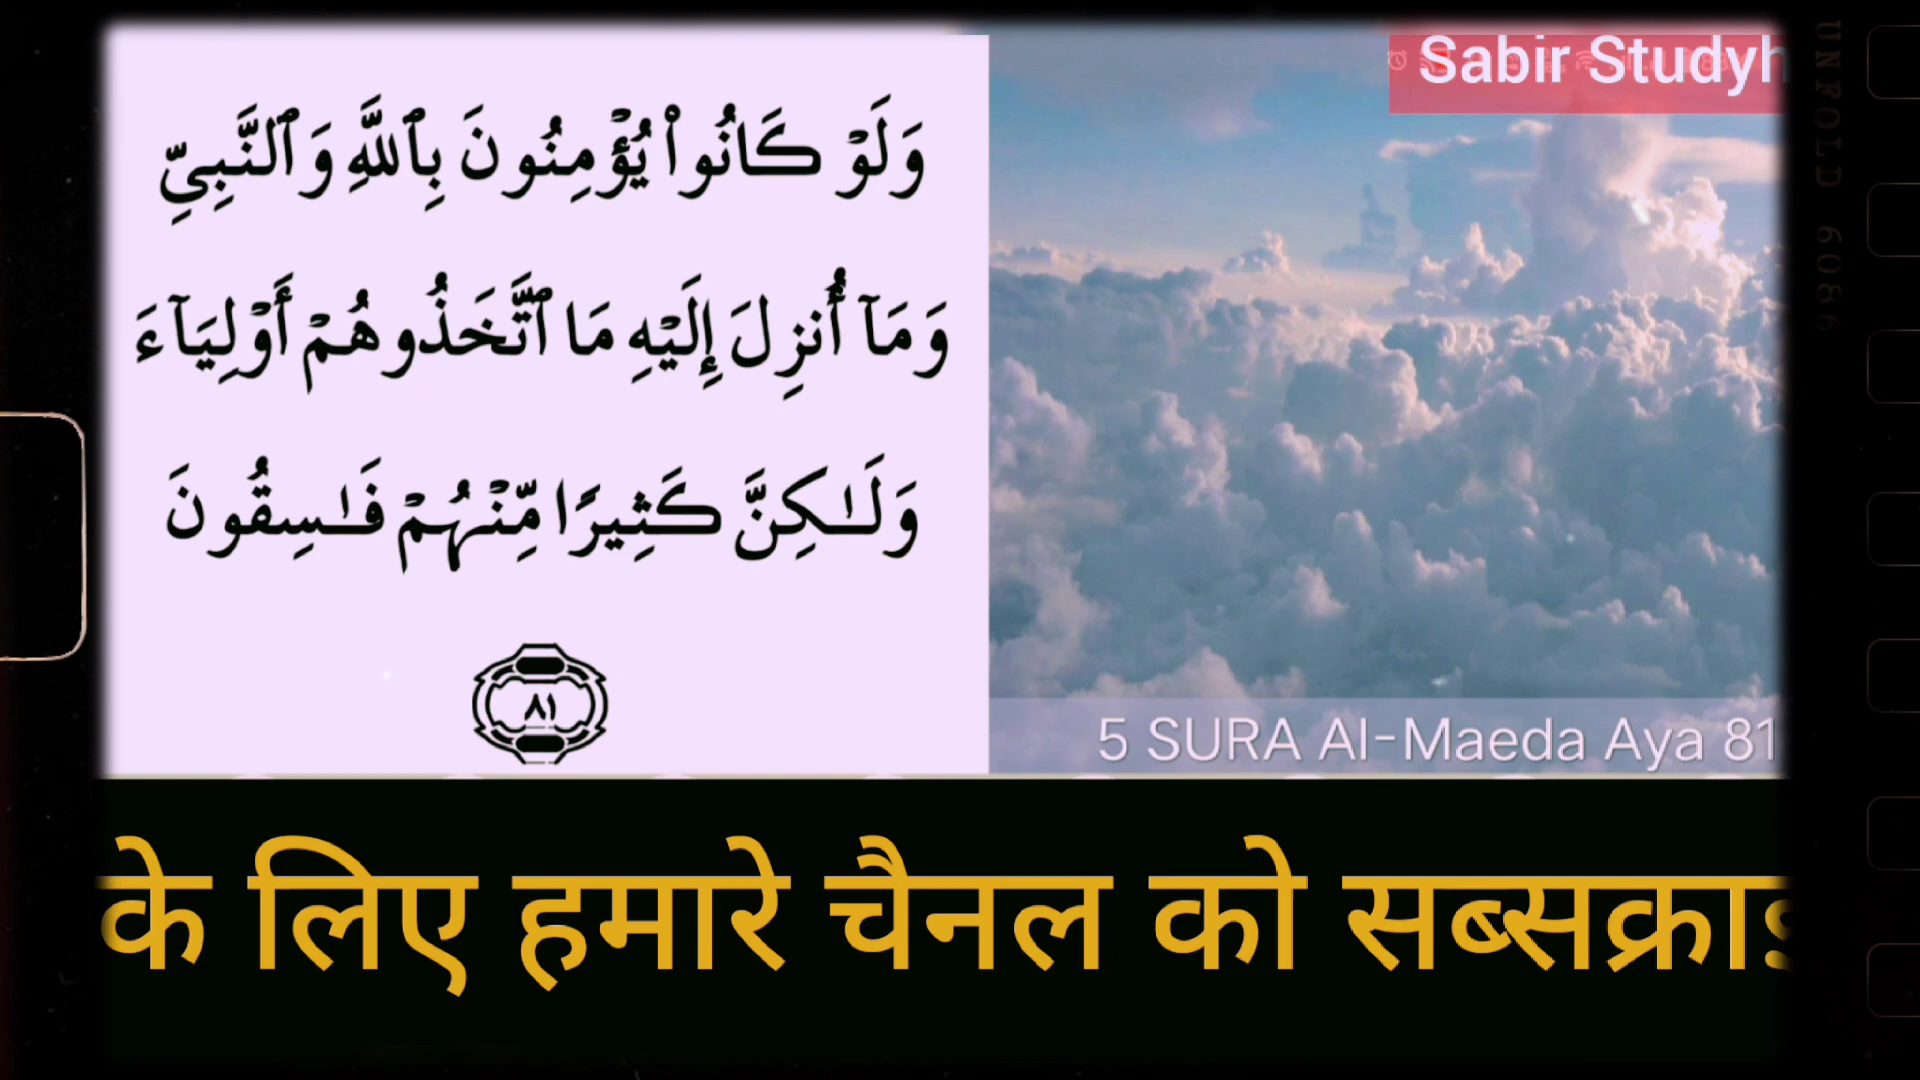 Sabir Studyh
وَلَوْ كَانُوا۟ يُؤْمِنُونَ بِٱللَّهِ وَٱلنَّبِىِّ
وَمَآ أُنزِلَ إِلَيْهِ مَا ٱتَّخَذُوهُمْ أَوْلِيَآءَ
وَلَـٰكِنَّ كَثِيرًا مِّنْهُمْ فَـٰسِقُونَ
٨١
5 SURA Al-Maeda Aya 81
के लिए हमारे चैनल को सब्सक्राइ
UNFOLD 6086